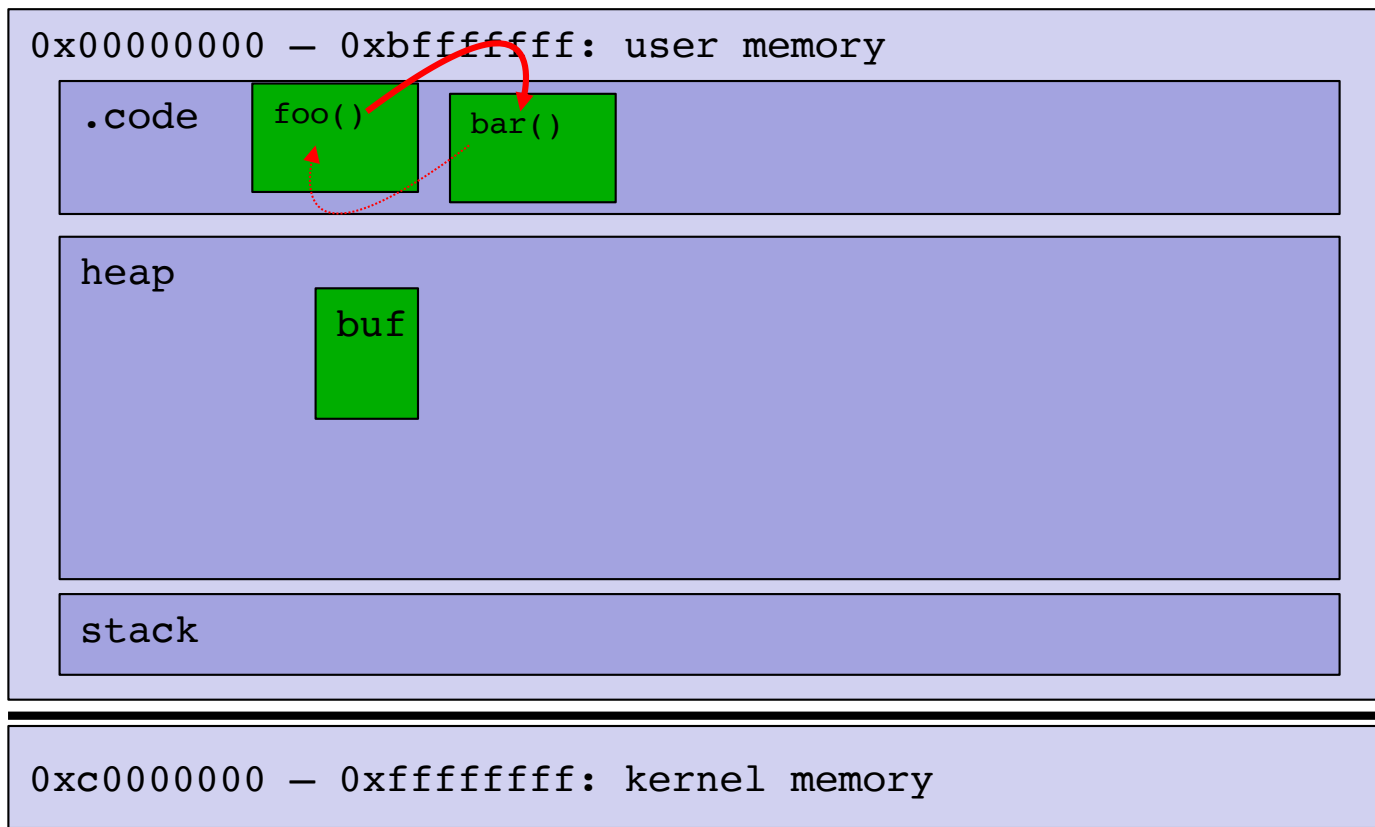 0x00000000 – 0xbfffffff: user memory
.code
foo()
bar()
heap
buf
stack
0xc0000000 – 0xffffffff: kernel memory